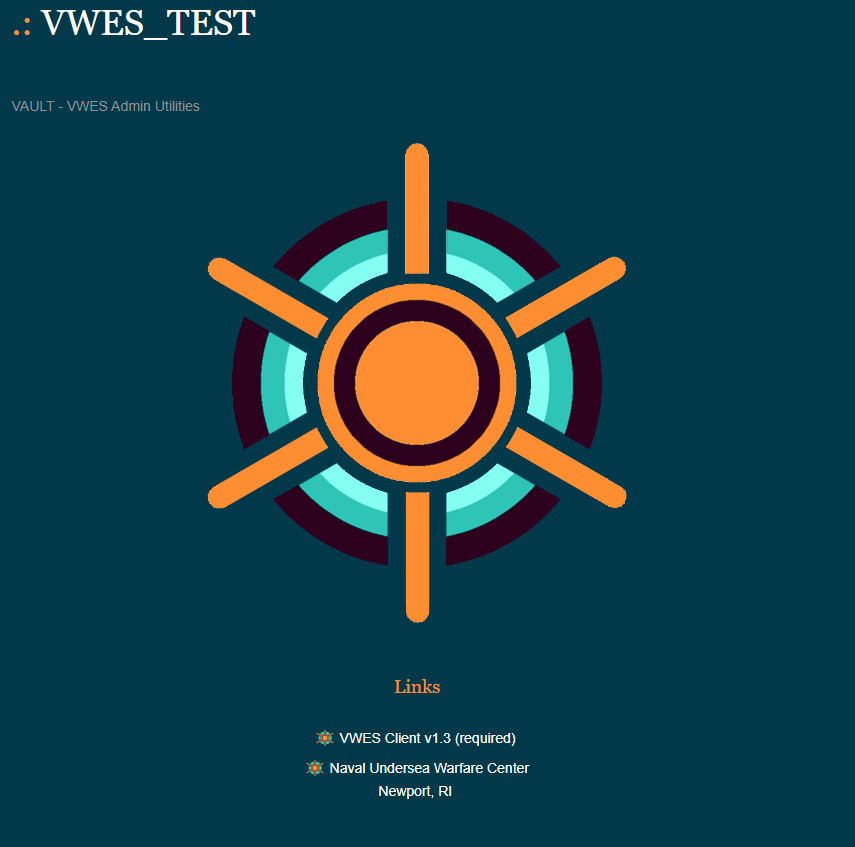 .: VWES_TEST
VAULT - VWES Admin Utilities
Links
VWES Client v1.3 (required)
Naval Undersea Warfare Center
Newport, RI